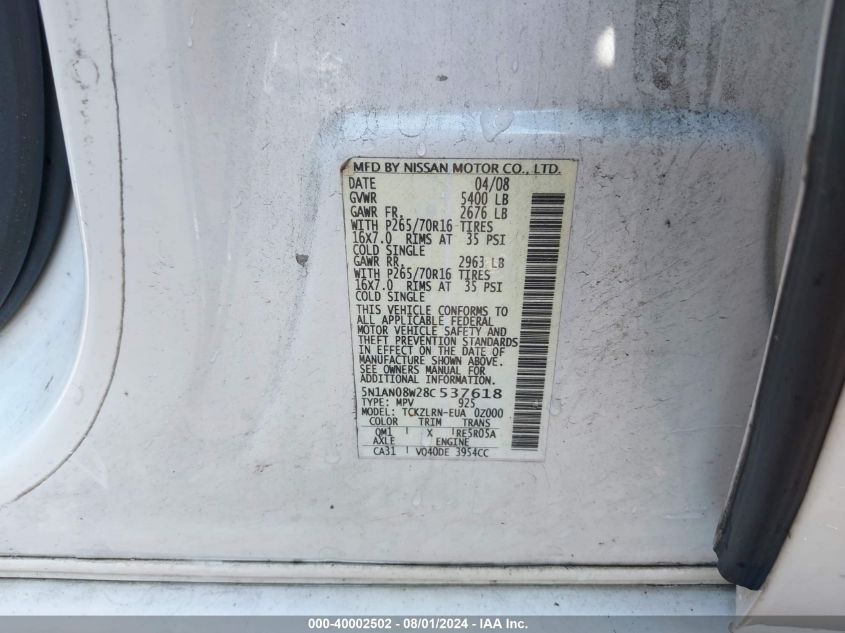 MFD BY NISSAN MOTOR CO., LTD.
DATE 04/08
GVWR 5400 LB
GAWR FR. 2676 LB
WITH P265/70R16 TIRES
16X7.0 RIMS AT 35 PSI
COLD SINGLE
GAWR RR. 2963 LB
WITH P265/70R16 TIRES
16X7.0 RIMS AT 35 PSI
COLD SINGLE
THIS VEHICLE CONFORMS TO
ALL APPLICABLE FEDERAL
MOTOR VEHICLE SAFETY AND
THEFT PREVENTION STANDARDS
IN EFFECT ON THE DATE OF
MANUFACTURE SHOWN ABOVE.
SEE OWNERS MANUAL FOR
ADDITIONAL INFORMATION
5N1AN08W28C537618
TYPE: MPV 925
MODEL: TCKZLRN-EUA 0Z000
COLOR TRIM TRANS
QM1 X RE5R05A
AXLE ENGINE
CA31 VQ40DE 3954CC
000-40002502 - 08/01/2024 - IAA Inc.